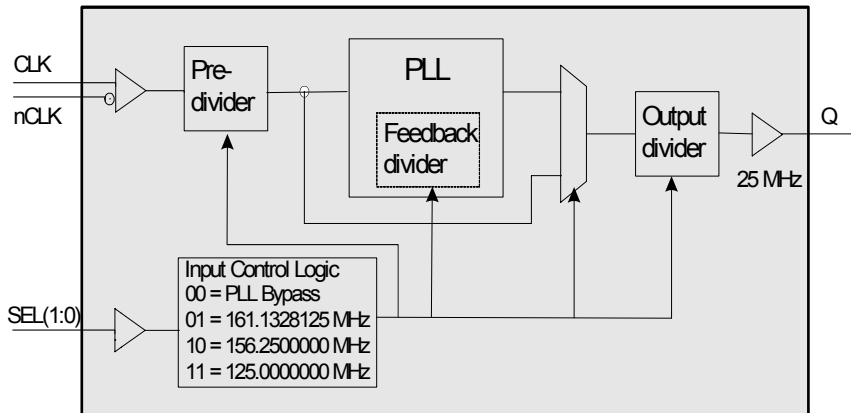 CLK
nCLK
Pre-
divider
PLL
Feedback
divider
Output
divider
Q
25 MHz
SEL(1:0)
Input Control Logic
00 = PLL Bypass
01 = 161.1328125 MHz
10 = 156.2500000 MHz
11 = 125.0000000 MHz